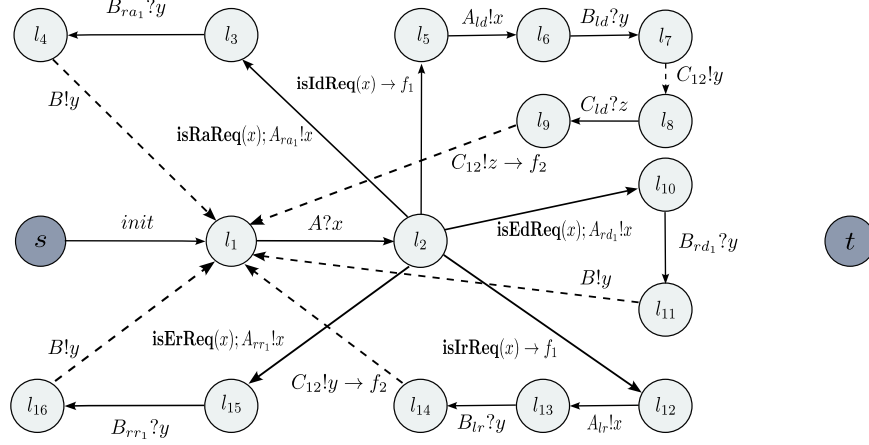 B_{ra_1}?y
l_4
l_3
l_5
A_{ld}!x
l_6
B_{ld}?y
l_7
isIdReq(x) → f_1
C_{12}!y
B!y
isRaReq(x); A_{ra_1}!x
l_9
C_{ld}?z
l_8
C_{12}!z → f_2
l_10
s
init
l_1
A?x
l_2
isEdReq(x); A_{rd_1}!x
B_{rd_1}?y
t
B!y
l_11
B!y
isErReq(x); A_{rr_1}!x
isIrReq(x) → f_1
C_{12}!y → f_2
l_16
B_{rr_1}?y
l_15
l_14
B_{lr}?y
l_13
A_{lr}!x
l_12